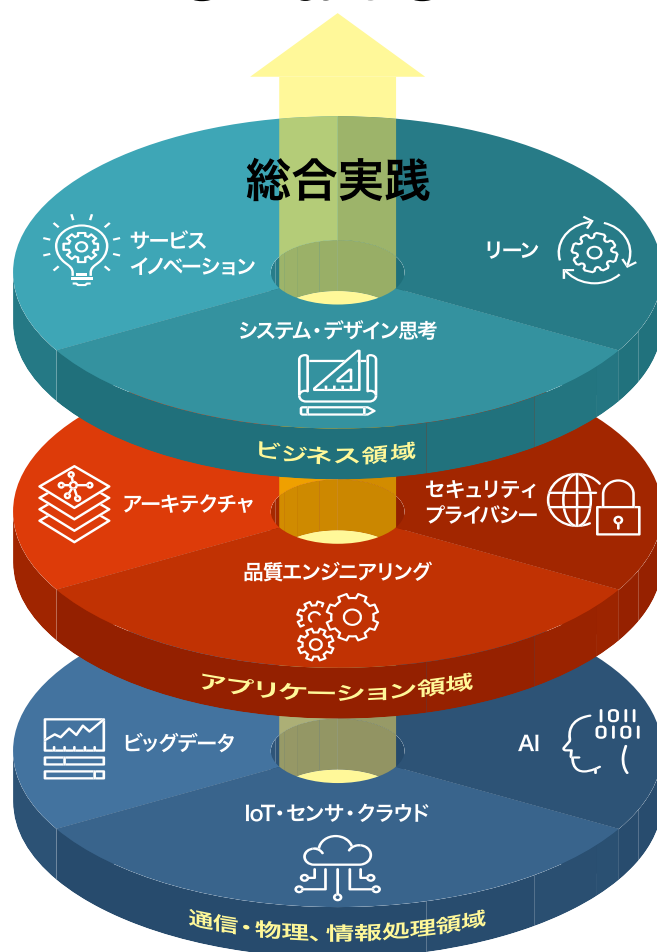 総合実践
サービス
イノベーション
リーン
システム・デザイン思考
ビジネス領域
アーキテクチャ
セキュリティ
プライバシー
品質エンジニアリング
アプリケーション領域
ビッグデータ
AI
1011
0101
IoT・センサ・クラウド
通信・物理、情報処理領域